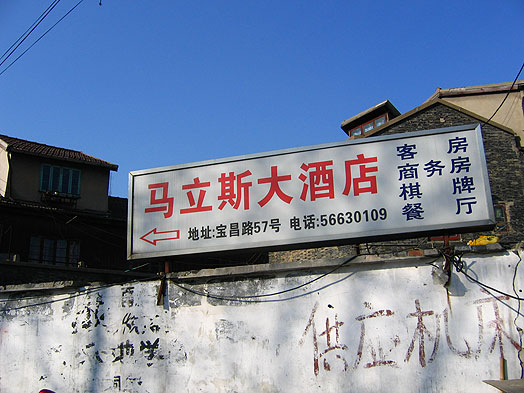 马立斯大酒店
地址:宝昌路57号 电话:56630109
客房
商务房
棋牌
餐厅
供应机床